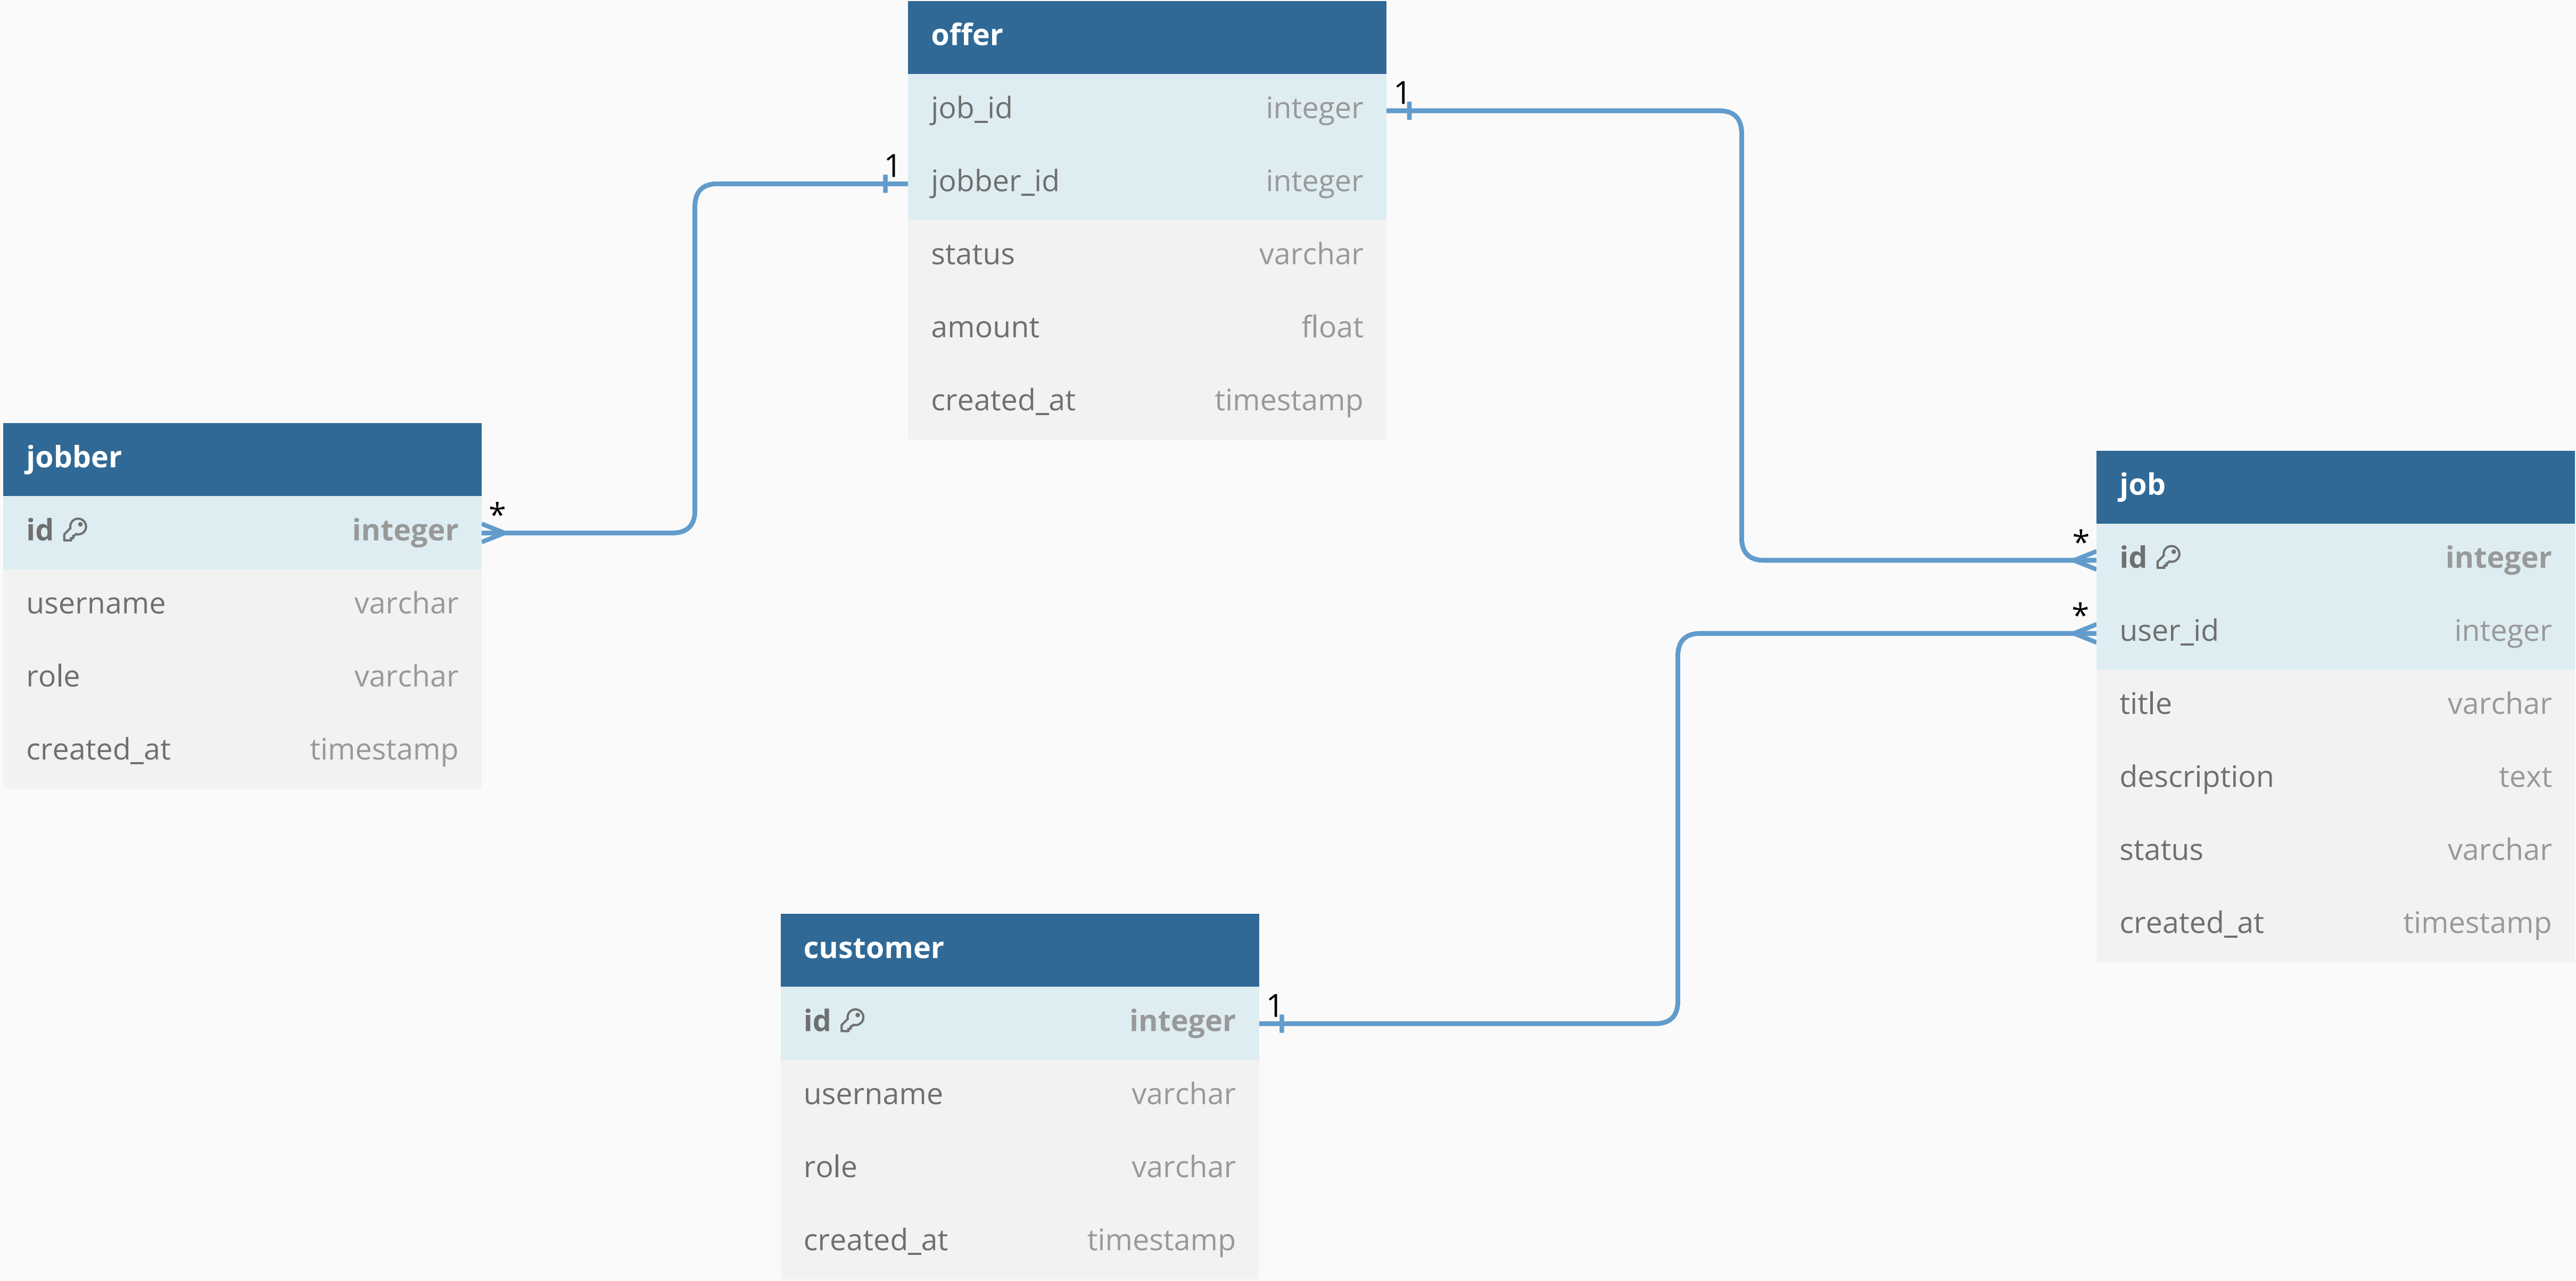 offer
job_id integer
jobber_id integer
status varchar
amount float
created_at timestamp
1
1
jobber
id integer
username varchar
role varchar
created_at timestamp
*
job
id integer
user_id integer
title varchar
description text
status varchar
created_at timestamp
*
*
customer
id integer
username varchar
role varchar
created_at timestamp
1